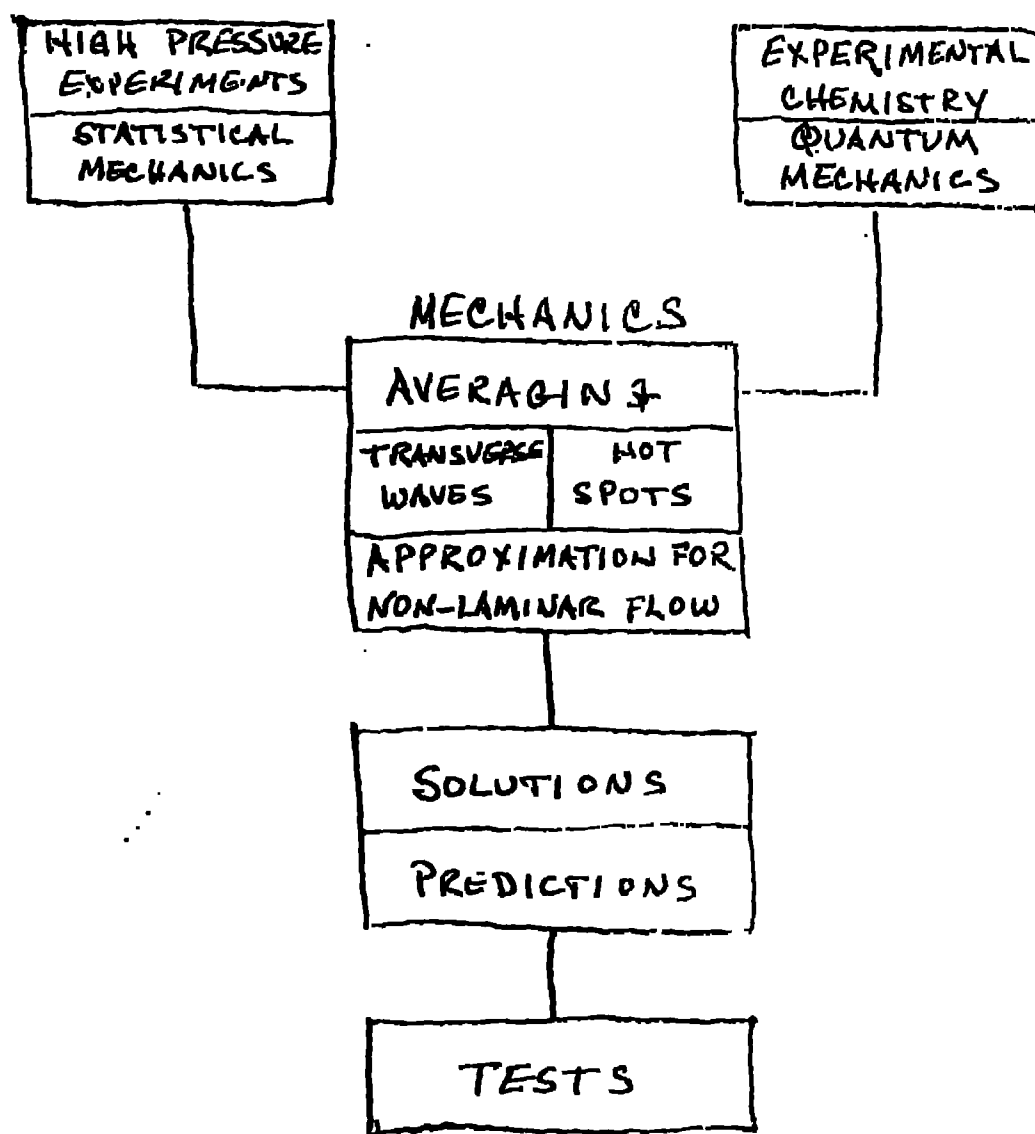 HIGH PRESSURE
EXPERIMENTS
STATISTICAL
MECHANICS
EXPERIMENTAL
CHEMISTRY
QUANTUM
MECHANICS
MECHANICS
AVERAGING
TRANSVERSE
WAVES
HOT
SPOTS
APPROXIMATION FOR
NON-LAMINAR FLOW
SOLUTIONS
PREDICTIONS
TESTS